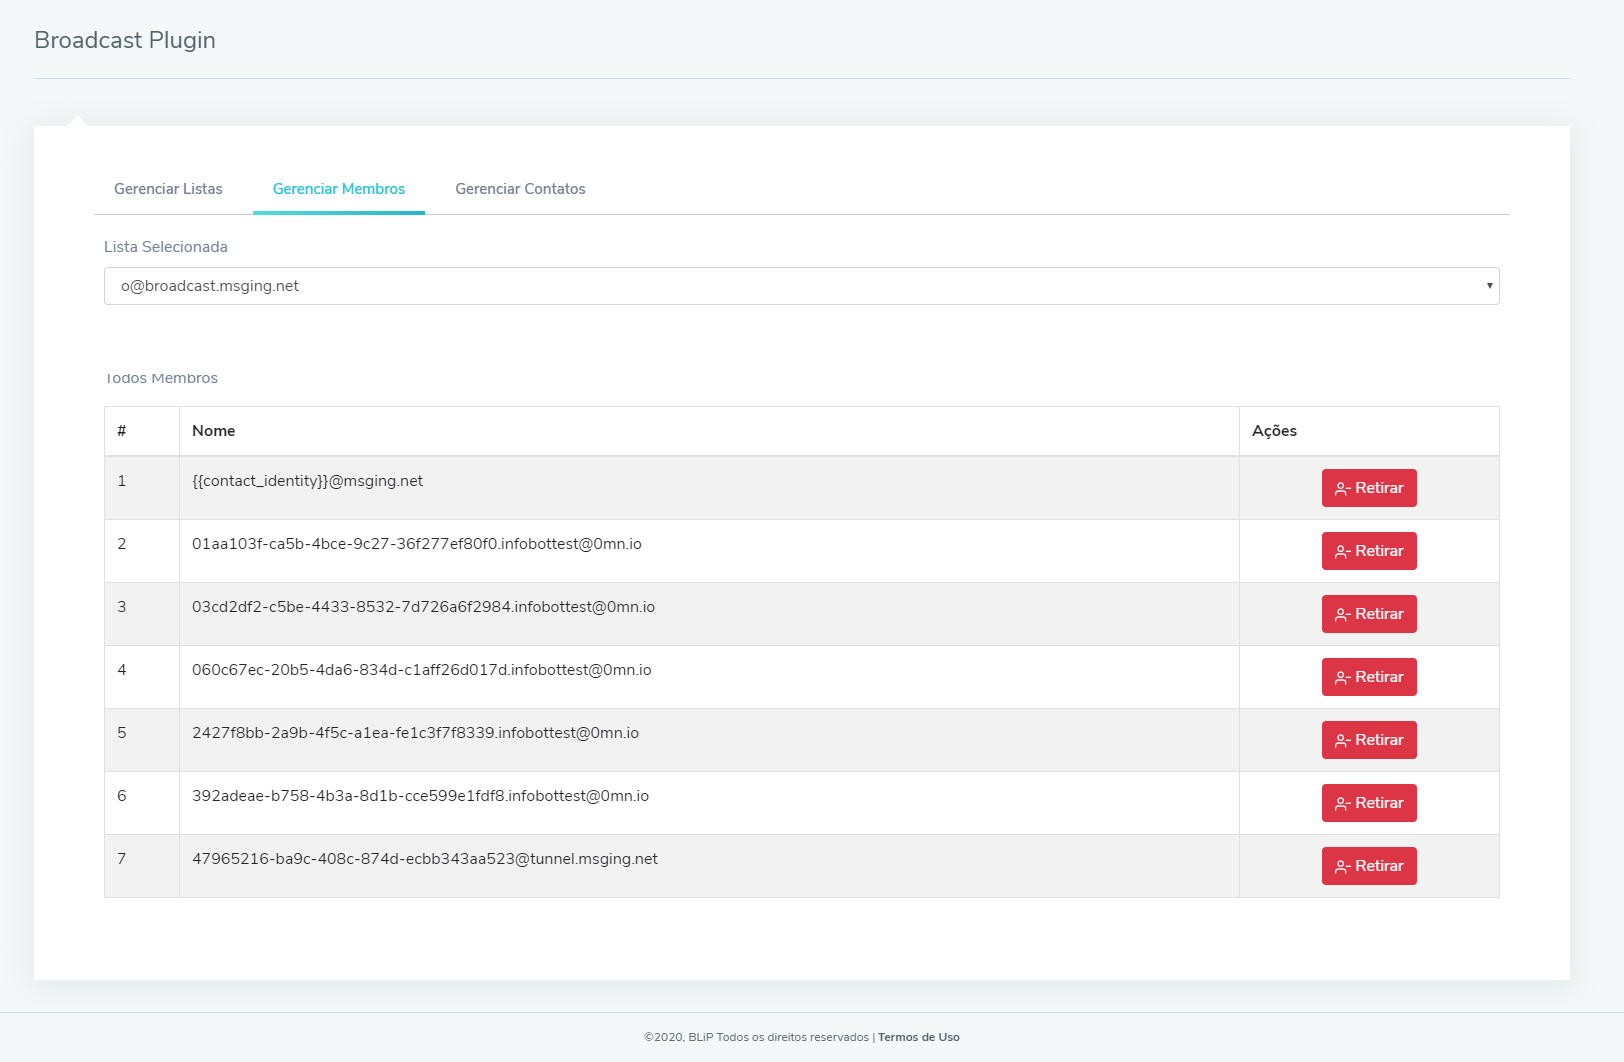 Broadcast Plugin
Gerenciar Listas Gerenciar Membros Gerenciar Contatos
Lista Selecionada
o@broadcast.msging.net
Todos Membros
# Nome Ações
1 {{contact_identity}}@msging.net Retirar
2 01aa103f-ca5b-4bce-9c27-36f277ef80f0.infobottest@0mn.io Retirar
3 03cd2df2-c5be-4433-8532-7d726a6f2984.infobottest@0mn.io Retirar
4 060c67ec-20b5-4da6-834d-c1aff26d017d.infobottest@0mn.io Retirar
5 2427f8bb-2a9b-4f5c-a1ea-fe1c3f7f8339.infobottest@0mn.io Retirar
6 392adeae-b758-4b3a-8d1b-cce599e1fdf8.infobottest@0mn.io Retirar
7 47965216-ba9c-408c-874d-ecbb343aa523@tunnel.msging.net Retirar
©2020, BLiP Todos os direitos reservados | Termos de Uso